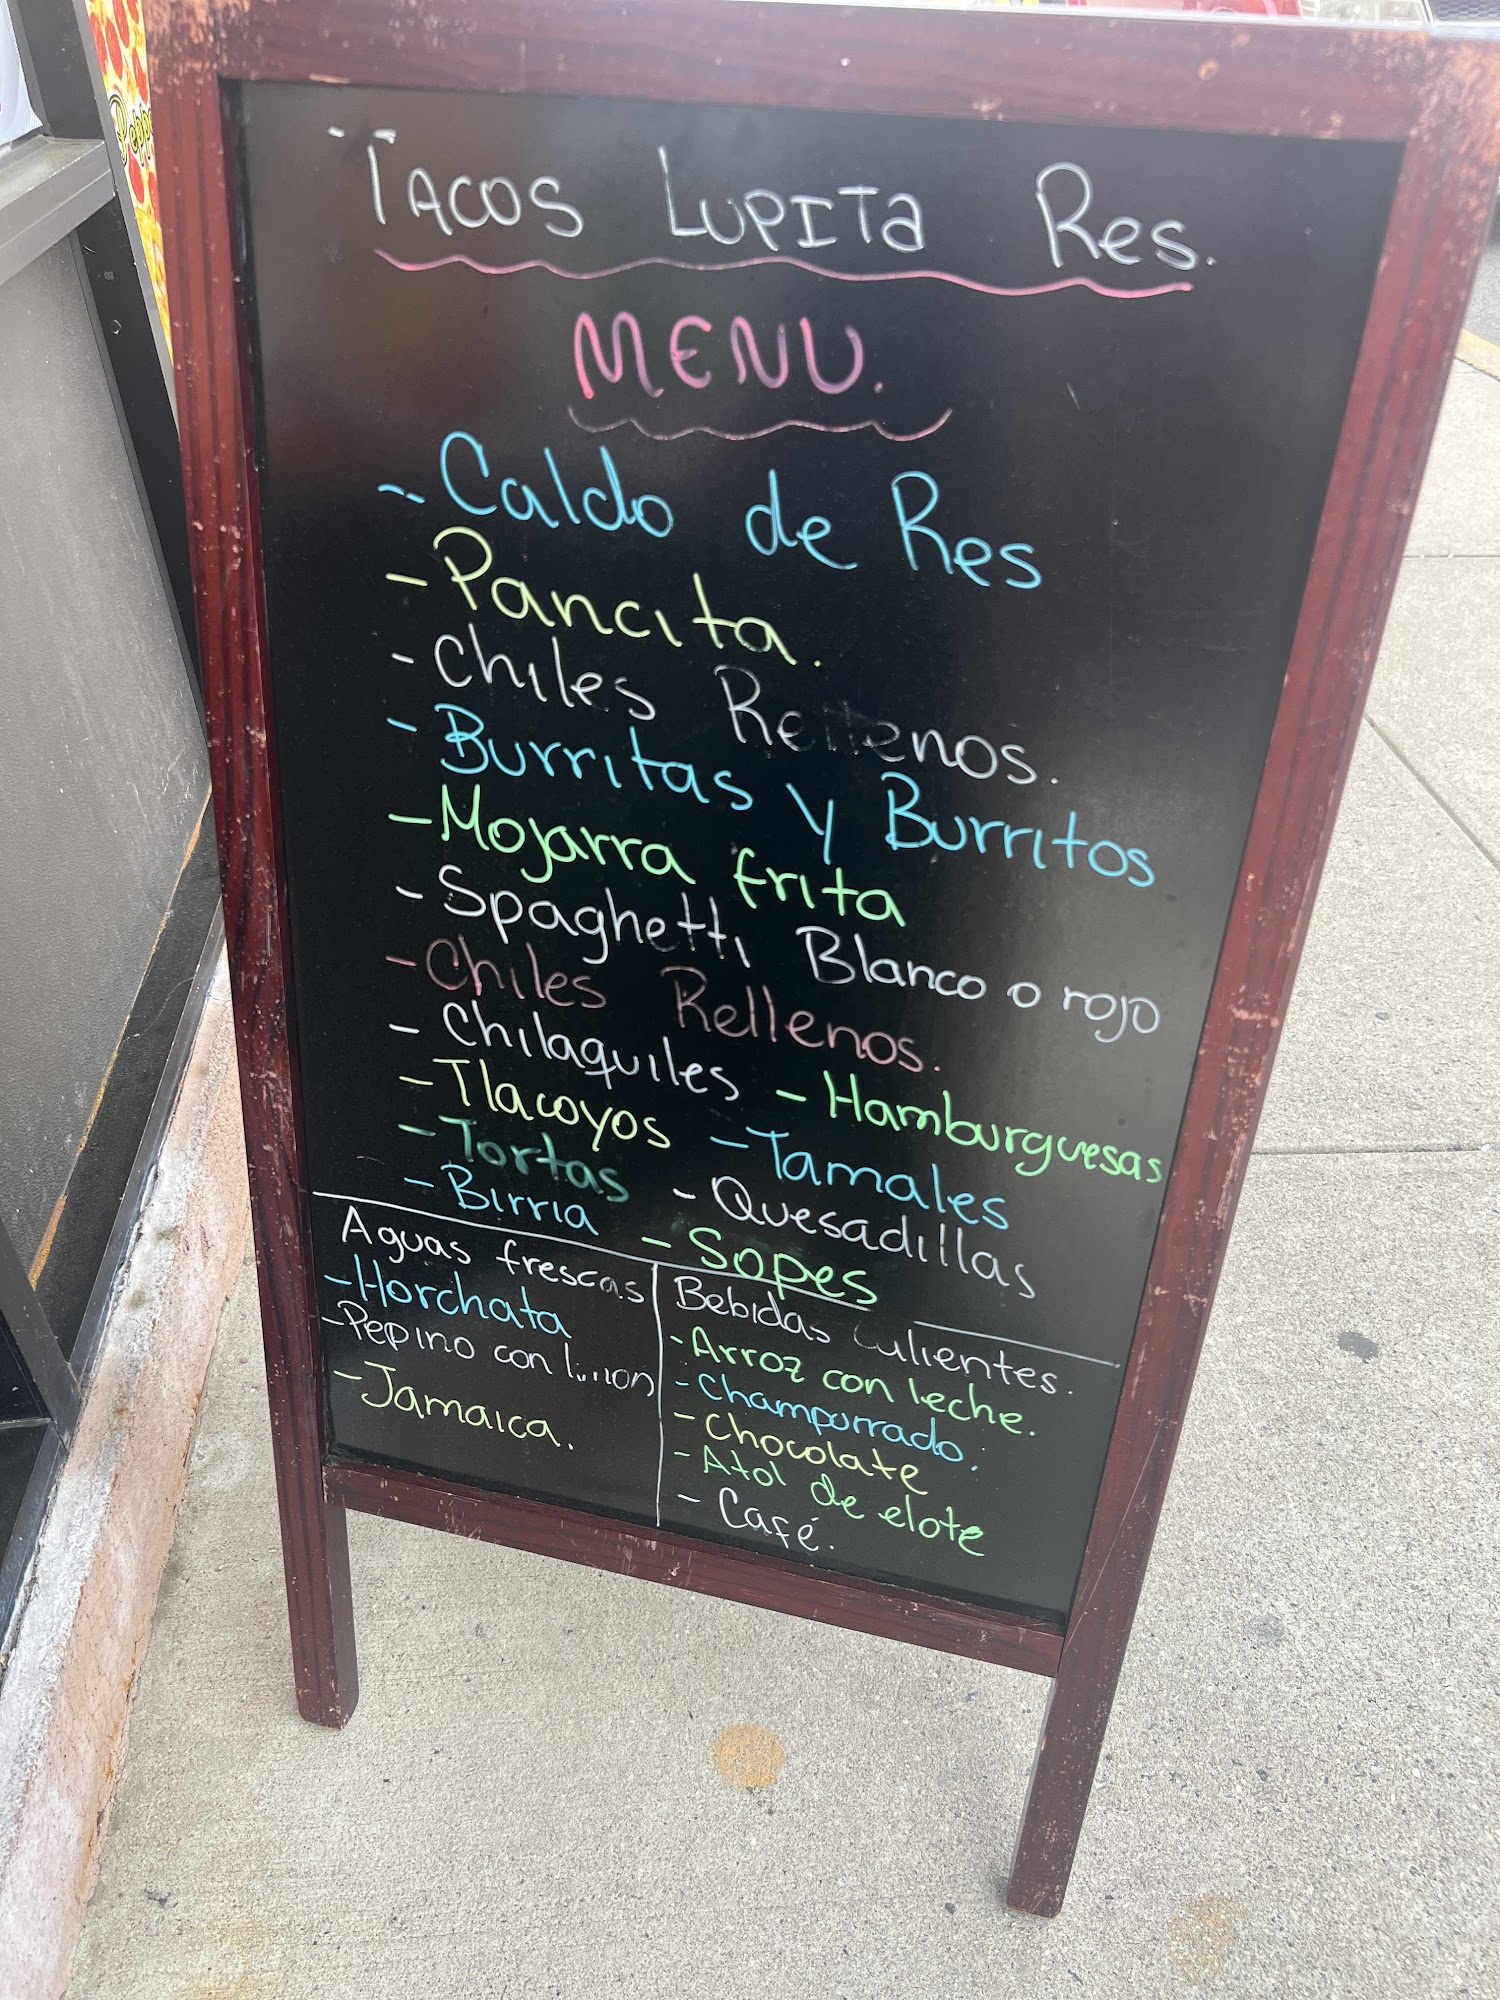 Pepp
TACOS LUPITA Res.
MENU.
- Caldo de Res
- Pancita.
- Chiles Rellenos.
- Burritas y Burritos
- Mojarra frita
- Spaghetti Blanco o rojo
- Chiles Rellenos.
- Chilaquiles - Hamburguesas
- Tlacoyos - Tamales
- Tortas - Quesadillas
- Birria - Sopes
Aguas frescas
- Horchata
- Pepino con limon
- Jamaica.
Bebidas Calientes.
- Arroz con leche.
- Champurrado.
- Chocolate
- Atol de elote
- Café.